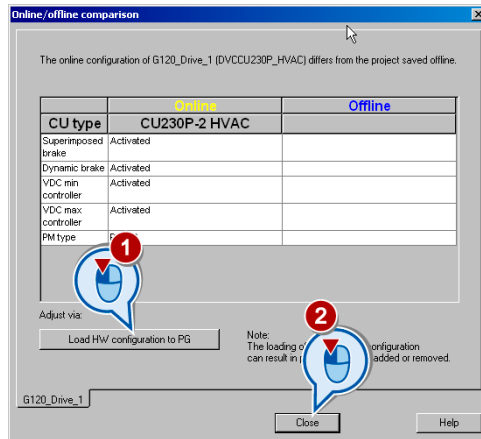 Online/offline comparison
The online configuration of G120_Drive_1 (DVCCU230P_HVAC) differs from the project saved offline.
Online Offline
CU type CU230P-2 HVAC
Superimposed brake Activated
Dynamic brake Activated
VDC min controller Activated
VDC max controller Activated
PM type
1
Adjust via:
Load HW configuration to PG
2
Note:
The loading configuration
can result in added or removed.
G120_Drive_1
Close Help